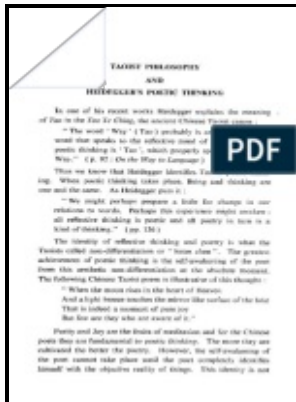 TAOIST PHILOSOPHY
AND
HEIDEGGER'S POETIC THINKING
In one of his recent works Heidegger explains the meaning
of Tao in the Tao Te Ching, the ancient Chinese Taoist canon:
"The word 'Way' (Tao) probably is an
word that speaks to the reflective mind of
poetic thinking is 'Tao', which properly
Way." (p. 92: On the Way to Language)
PDF
Thus we know that Heidegger identifies
ing. When poetic thinking takes place, Being and thinking are
one and the same. As Heidegger puts it:
"We might perhaps prepare a little for change in our
relations to words. Perhaps this experience might awaken:
all reflective thinking is poetic and all poetry in turn is a
kind of thinking." (pp. 136)
The identity of reflective thinking and poetry is what the
Taoists called non-differentiation or The greatest
achievement of poetic thinking is the self-awakening of the poet
from this aesthetic non-differentiation at the absolute moment.
The following Chinese Taoist poem is illustrative of this thought:
"When the moon rises in the heart of Heaven
And a light breeze touches the mirror-like surface of the lake
That is indeed a moment of pure joy
But few are they who are aware of it."
Poetry and Joy are the fruits of meditation and for the Chinese
poets they are fundamental to poetic thinking. The more they are
cultivated the better the poetry. However, the self-awakening of
the poet cannot take place until the poet completely identifies
himself with the objective reality of things. This identity is not